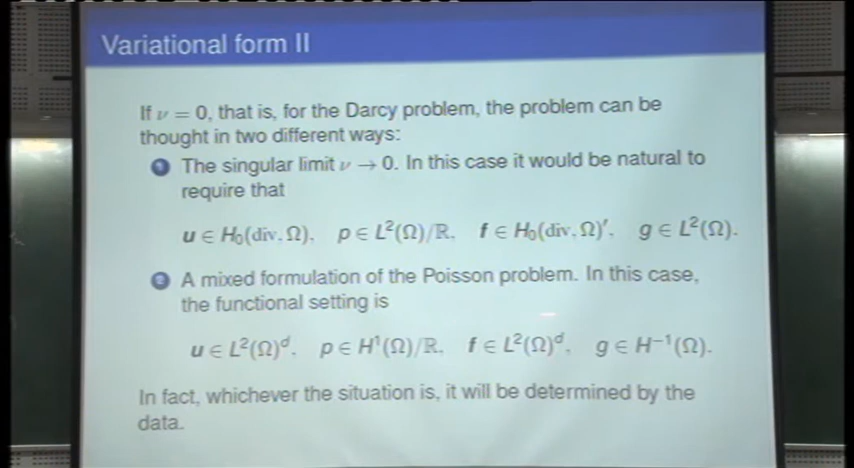 Variational form II
If ν = 0, that is, for the Darcy problem, the problem can be
thought in two different ways:
1 The singular limit ν → 0. In this case it would be natural to
require that
u ∈ H₀(div, Ω), p ∈ L²(Ω)/ℝ, f ∈ H₀(div, Ω)′, g ∈ L²(Ω).
2 A mixed formulation of the Poisson problem. In this case,
the functional setting is
u ∈ L²(Ω)ᵈ, p ∈ H¹(Ω)/ℝ, f ∈ L²(Ω)ᵈ, g ∈ H⁻¹(Ω).
In fact, whichever the situation is, it will be determined by the
data.